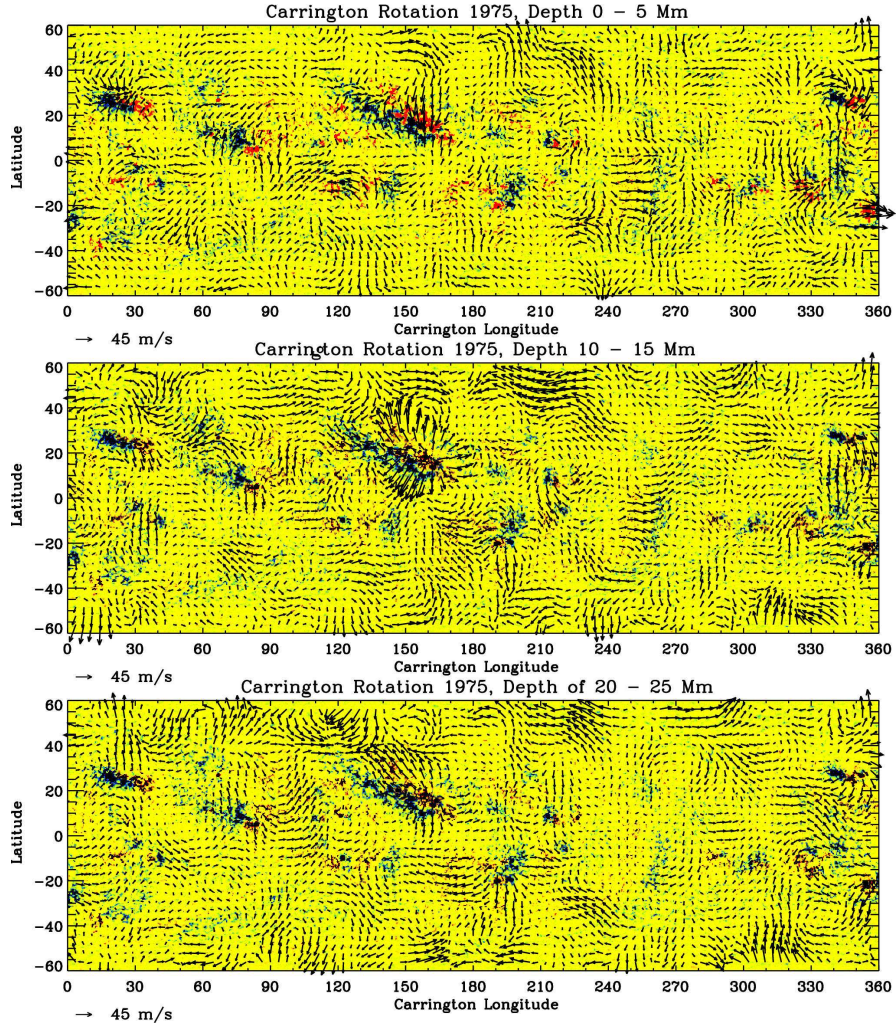 Carrington Rotation 1975, Depth 0 − 5 Mm
60
40
20
0
−20
−40
−60
Latitude
0 30 60 90 120 150 180 210 240 270 300 330 360
Carrington Longitude
45 m/s
Carrington Rotation 1975, Depth 10 − 15 Mm
60
40
20
0
−20
−40
−60
Latitude
0 30 60 90 120 150 180 210 240 270 300 330 360
Carrington Longitude
45 m/s
Carrington Rotation 1975, Depth of 20 − 25 Mm
60
40
20
0
−20
−40
−60
Latitude
0 30 60 90 120 150 180 210 240 270 300 330 360
Carrington Longitude
45 m/s